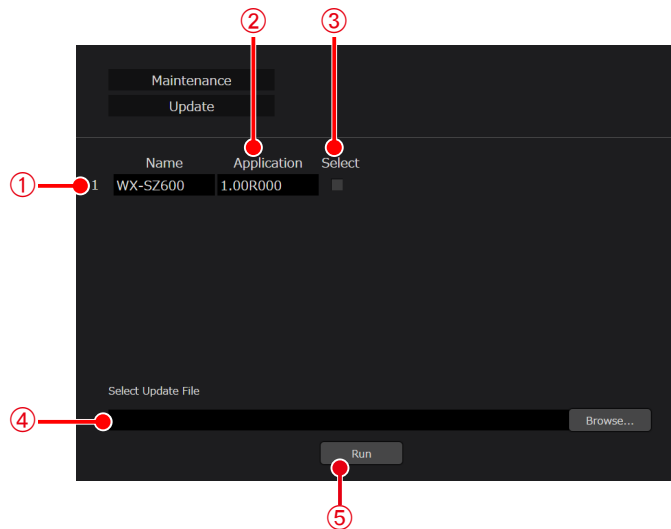 ② ③
Maintenance
Update
Name Application Select
① 1 WX-SZ600 1.00R000
Select Update File
④ Browse...
Run
⑤